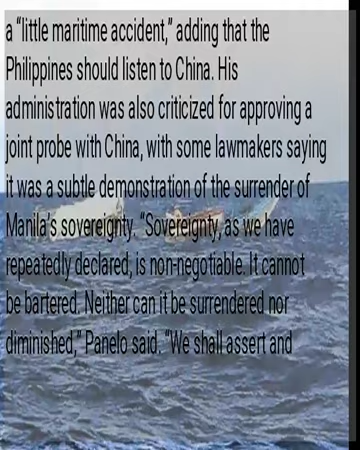 a “little maritime accident,” adding that the
Philippines should listen to China. His
administration was also criticized for approving a
joint probe with China, with some lawmakers saying
it was a subtle demonstration of the surrender of
Manila’s sovereignty. “Sovereignty, as we have
repeatedly declared, is non-negotiable. It cannot
be bartered. Neither can it be surrendered nor
diminished,” Panelo said. “We shall assert and